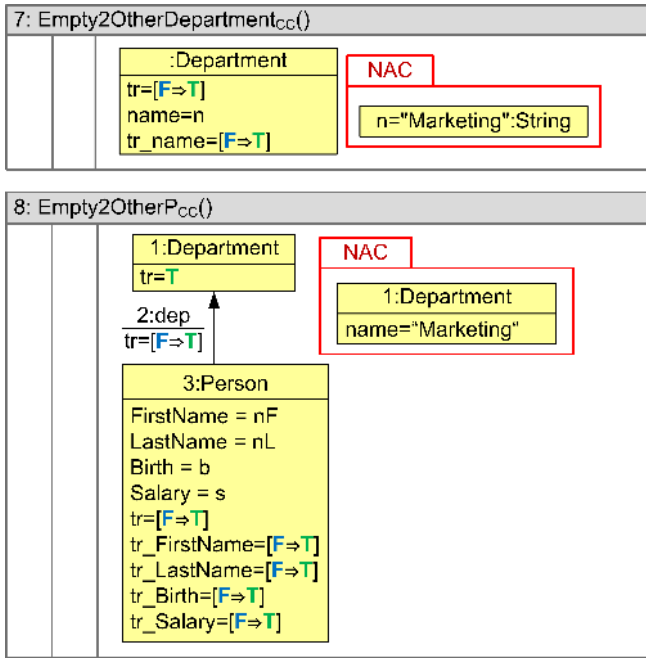 7: Empty2OtherDepartmentCC()
:Department
tr=[F⇒T]
name=n
tr_name=[F⇒T]
NAC
n="Marketing":String
8: Empty2OtherPCC()
1:Department
tr=T
2:dep
tr=[F⇒T]
NAC
1:Department
name=“Marketing“
3:Person
FirstName = nF
LastName = nL
Birth = b
Salary = s
tr=[F⇒T]
tr_FirstName=[F⇒T]
tr_LastName=[F⇒T]
tr_Birth=[F⇒T]
tr_Salary=[F⇒T]